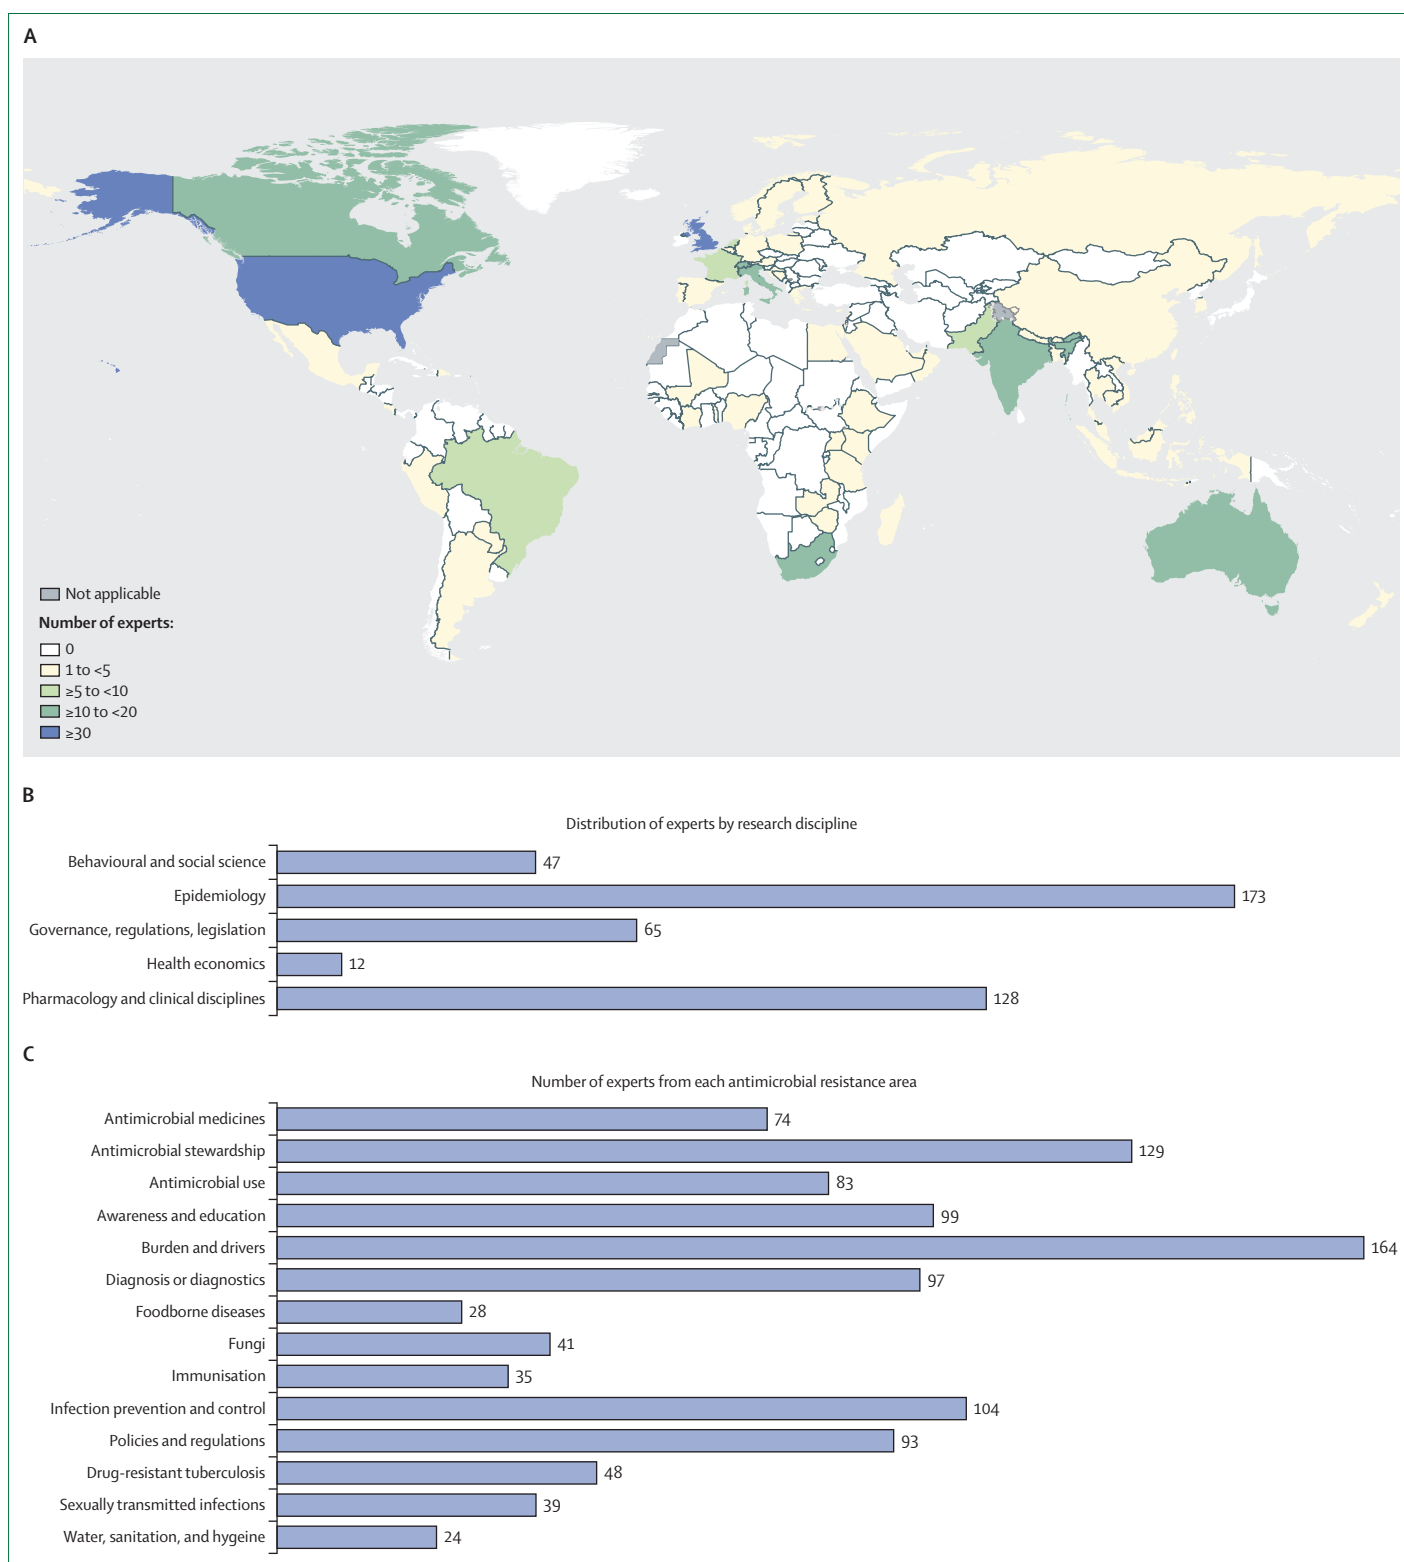 A
Not applicable
Number of experts:
0
1 to <5
≥5 to <10
≥10 to <20
≥30
B
Distribution of experts by research discipline
Behavioural and social science 47
Epidemiology 173
Governance, regulations, legislation 65
Health economics 12
Pharmacology and clinical disciplines 128
C
Number of experts from each antimicrobial resistance area
Antimicrobial medicines 74
Antimicrobial stewardship 129
Antimicrobial use 83
Awareness and education 99
Burden and drivers 164
Diagnosis or diagnostics 97
Foodborne diseases 28
Fungi 41
Immunisation 35
Infection prevention and control 104
Policies and regulations 93
Drug-resistant tuberculosis 48
Sexually transmitted infections 39
Water, sanitation, and hygeine 24